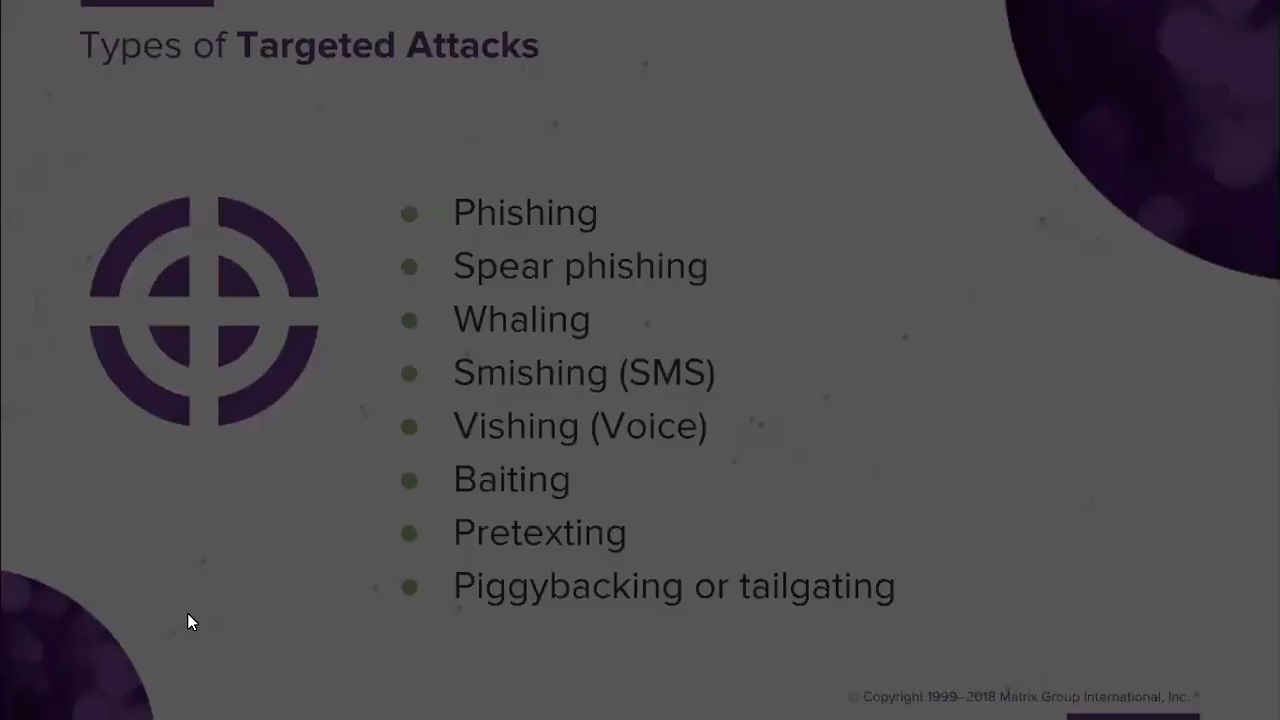 Types of Targeted Attacks
Phishing
Spear phishing
Whaling
Smishing (SMS)
Vishing (Voice)
Baiting
Pretexting
Piggybacking or tailgating
© Copyright 1999–2018 Matrix Group International, Inc.